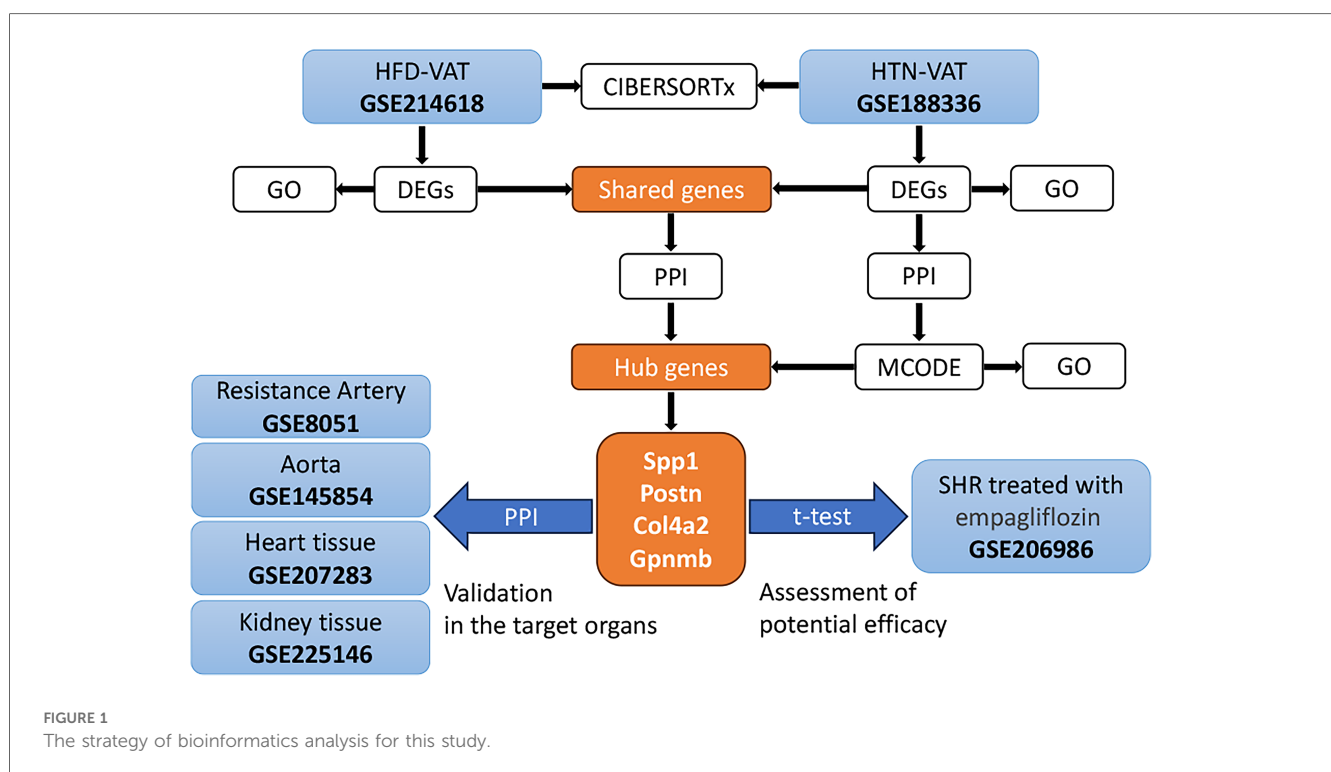 HFD-VAT
GSE214618
CIBERSORTx
HTN-VAT
GSE188336
GO
DEGs
Shared genes
DEGs
GO
PPI
PPI
Hub genes
MCODE
GO
Resistance Artery
GSE8051
Aorta
GSE145854
Heart tissue
GSE207283
Kidney tissue
GSE225146
PPI
Validation
in the target organs
Spp1
Postn
Col4a2
Gpnmb
t-test
Assessment of
potential efficacy
SHR treated with
empagliflozin
GSE206986
FIGURE 1
The strategy of bioinformatics analysis for this study.